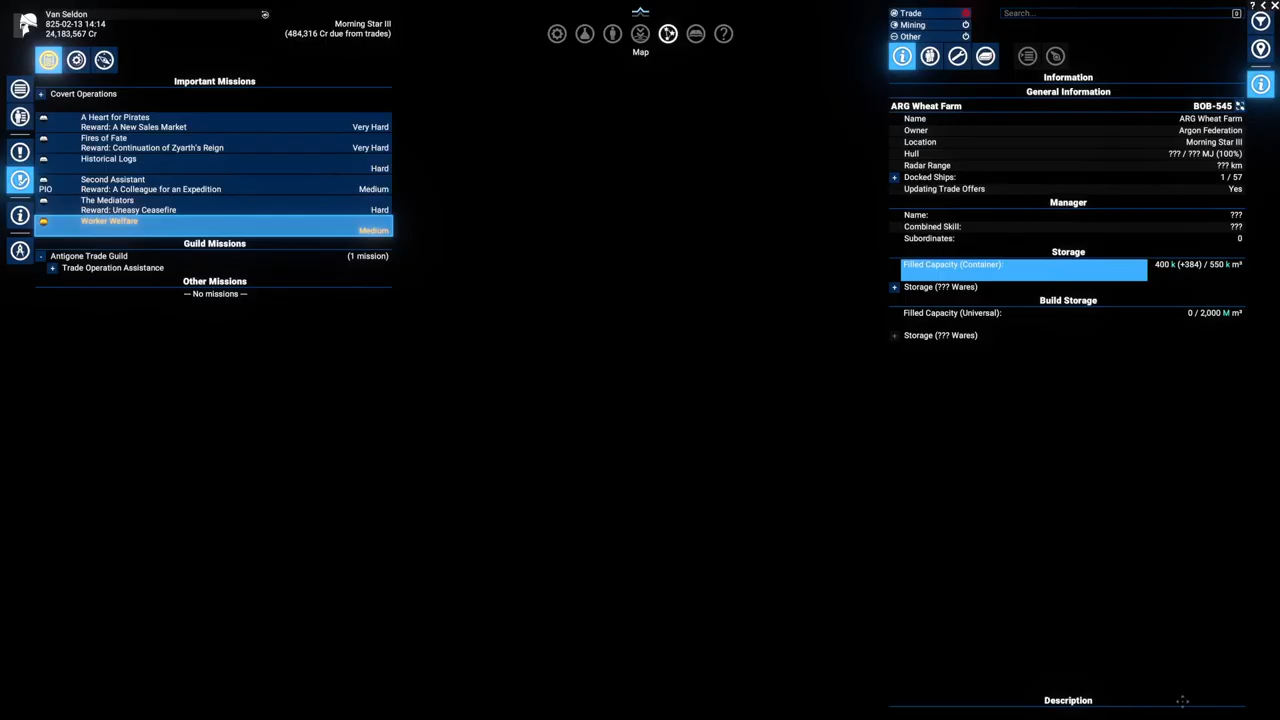 Van Seldon
825-02-13 14:14
24,183,567 Cr
Morning Star III
(484,316 Cr due from trades)
Map
Important Missions
+ Covert Operations
A Heart for Pirates
Reward: A New Sales Market Very Hard
Fires of Fate
Reward: Continuation of Zyarth's Reign Very Hard
Historical Logs
Hard
Second Assistant
PIO Reward: A Colleague for an Expedition Medium
The Mediators
Reward: Uneasy Ceasefire Hard
Worker Welfare
Medium
Guild Missions
- Antigone Trade Guild (1 mission)
+ Trade Operation Assistance
Other Missions
— No missions —
Trade
Mining
Other
Search...
0
? < ×
Information
General Information
ARG Wheat Farm BOB-545
Name ARG Wheat Farm
Owner Argon Federation
Location Morning Star III
Hull ??? / ??? MJ (100%)
Radar Range ??? km
+ Docked Ships: 1 / 57
Updating Trade Offers Yes
Manager
Name: ???
Combined Skill: ???
Subordinates: 0
Storage
Filled Capacity (Container): 400 k (+384) / 550 k m³
+ Storage (??? Wares)
Build Storage
Filled Capacity (Universal): 0 / 2,000 M m³
+ Storage (??? Wares)
Description